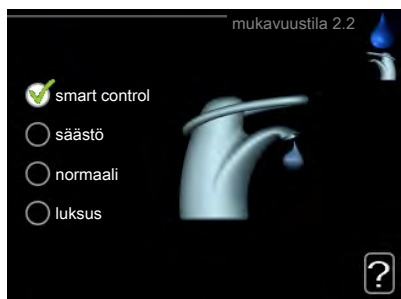 mukavuustila 2.2
smart control
säästö
normaali
luksus
?